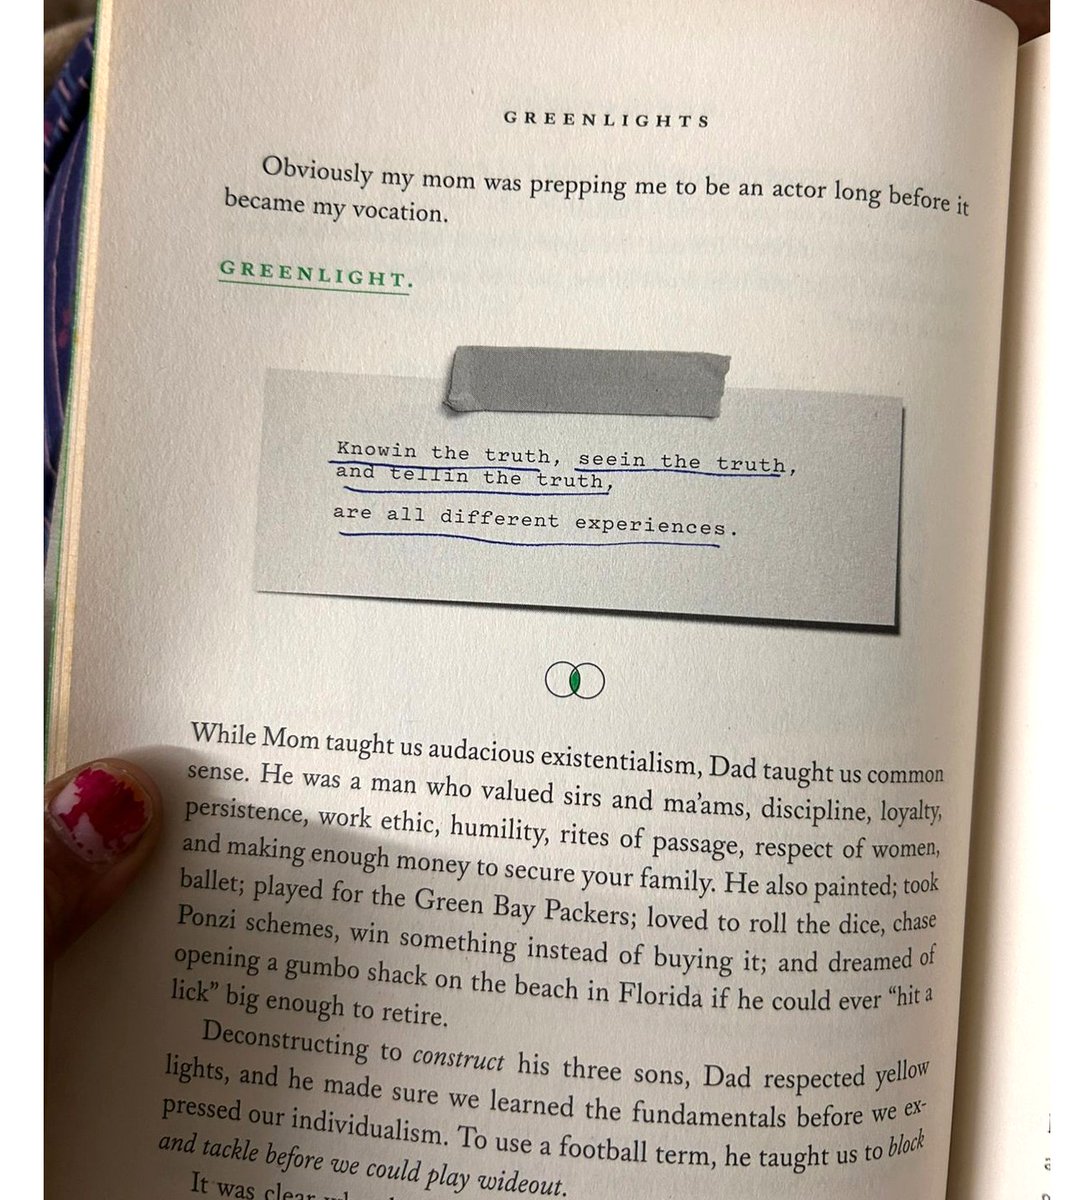 GREENLIGHTS
Obviously my mom was prepping me to be an actor long before it
became my vocation.
GREENLIGHT.
Knowin the truth, seein the truth,
and tellin the truth,
are all different experiences.
While Mom taught us audacious existentialism, Dad taught us common
sense. He was a man who valued sirs and ma'ams, discipline, loyalty,
persistence, work ethic, humility, rites of passage, respect of women,
and making enough money to secure your family. He also painted; took
ballet; played for the Green Bay Packers; loved to roll the dice, chase
Ponzi schemes, win something instead of buying it; and dreamed of
opening a gumbo shack on the beach in Florida if he could ever “hit a
lick” big enough to retire.
Deconstructing to construct his three sons, Dad respected yellow
lights, and he made sure we learned the fundamentals before we ex-
pressed our individualism. To use a football term, he taught us to block
and tackle before we could play wideout.
It was clear